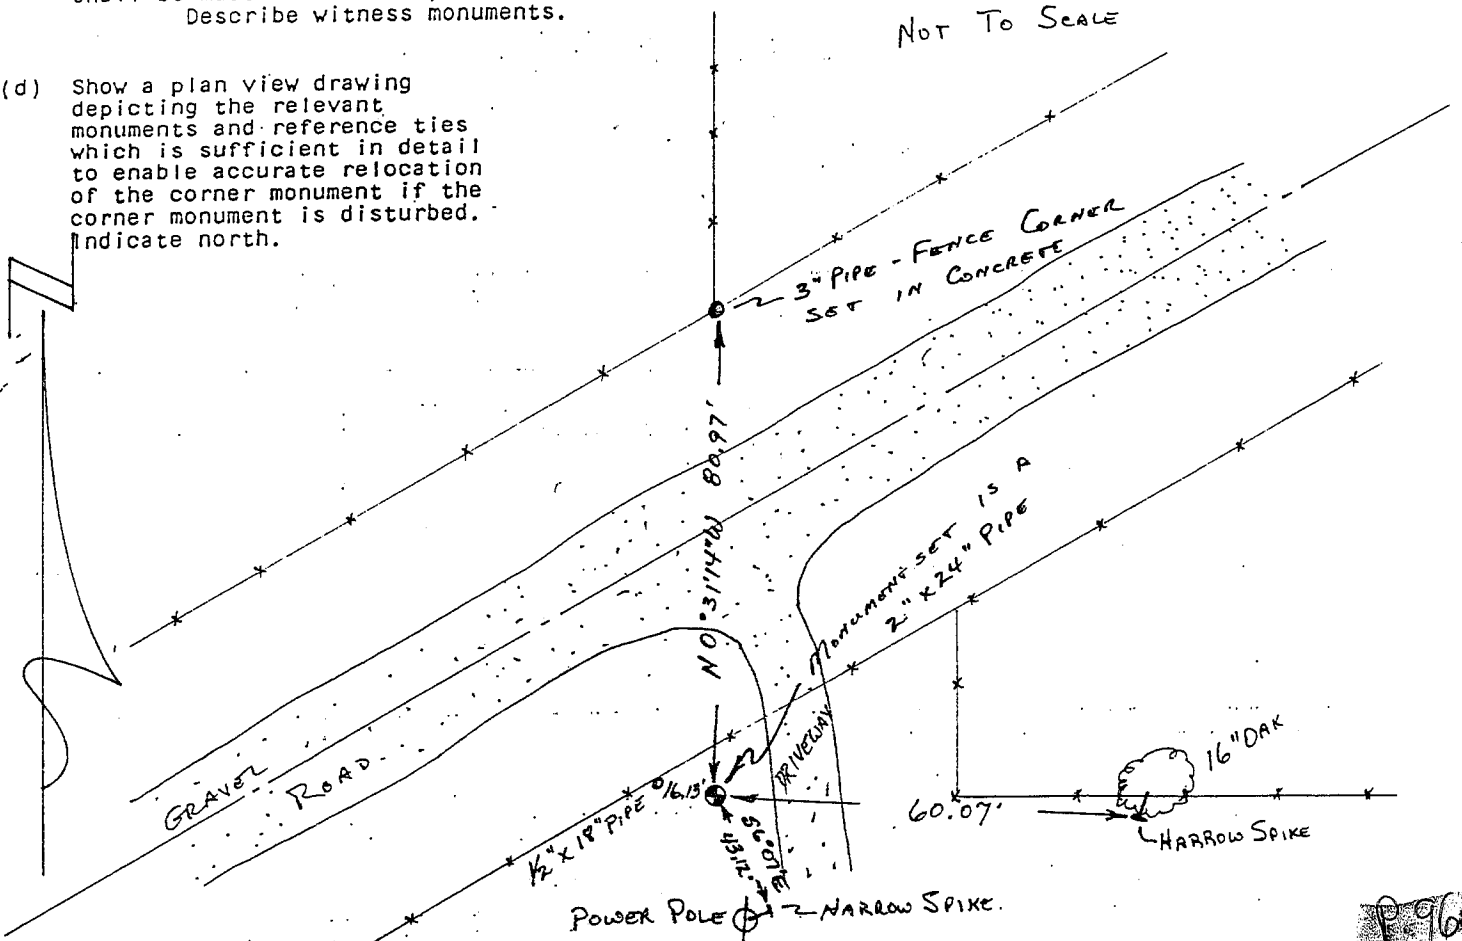 Describe witness monuments.
NOT TO SCALE
(d) Show a plan view drawing
depicting the relevant
monuments and reference ties
which is sufficient in detail
to enable accurate relocation
of the corner monument if the
corner monument is disturbed.
Indicate north.
3" PIPE - FENCE CORNER
SET IN CONCRETE
N 0°31'14"W 80.97'
MONUMENT SET IS A
2" x 24" PIPE
GRAVEL ROAD
DRIVEWAY
16" OAK
60.07'
HARROW SPIKE
1/2" x 18" PIPE
16.13'
43.12'
POWER POLE
HARROW SPIKE.
P.96